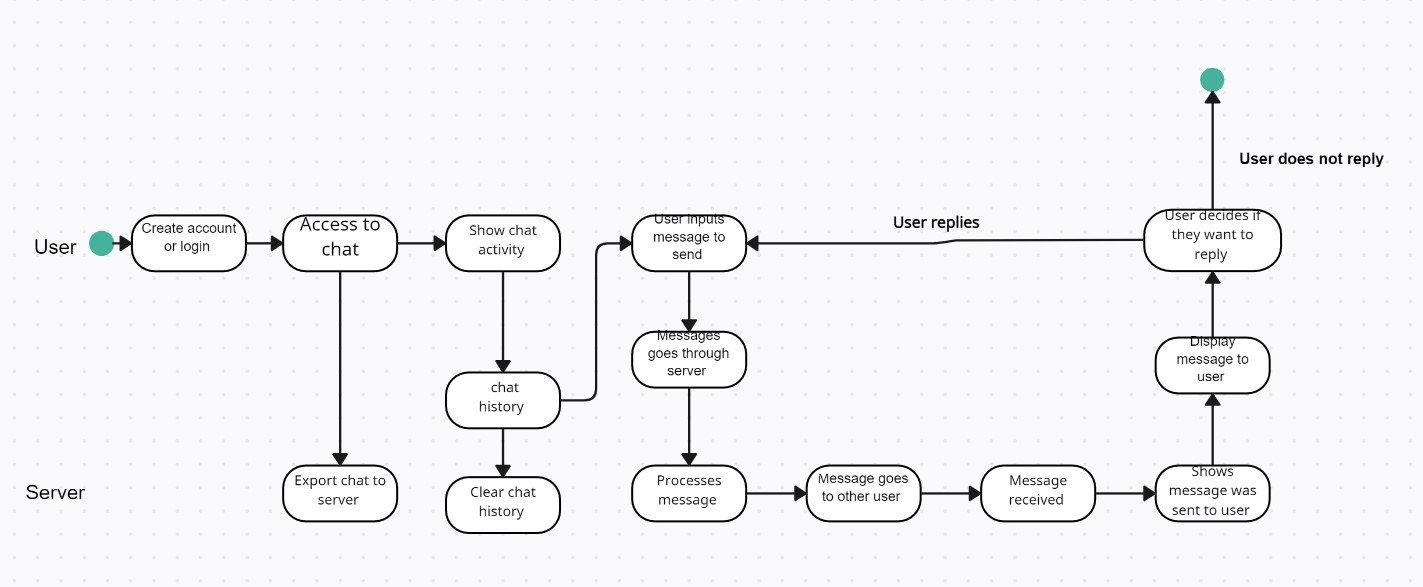 User does not reply
User
Create account
or login
Access to
chat
Show chat
activity
User inputs
message to
send
User replies
User decides if
they want to
reply
Messages
goes through
server
Display
message to
user
chat
history
Server
Export chat to
server
Clear chat
history
Processes
message
Message goes
to other user
Message
received
Shows
message was
sent to user